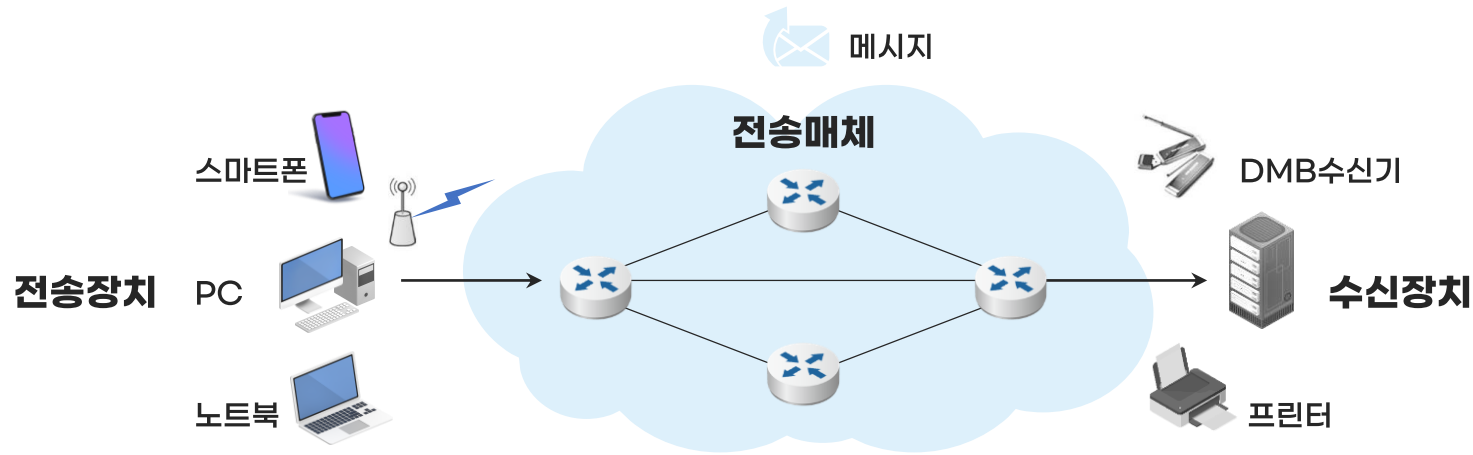 메시지
전송매체
스마트폰
DMB수신기
전송장치
PC
수신장치
노트북
프린터